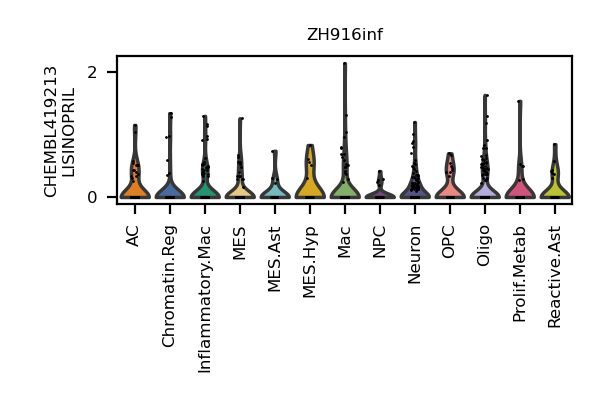 ZH916inf
CHEMBL419213
LISINOPRIL
2
0
AC
Chromatin.Reg
Inflammatory.Mac
MES
MES.Ast
MES.Hyp
Mac
NPC
Neuron
OPC
Oligo
Prolif.Metab
Reactive.Ast